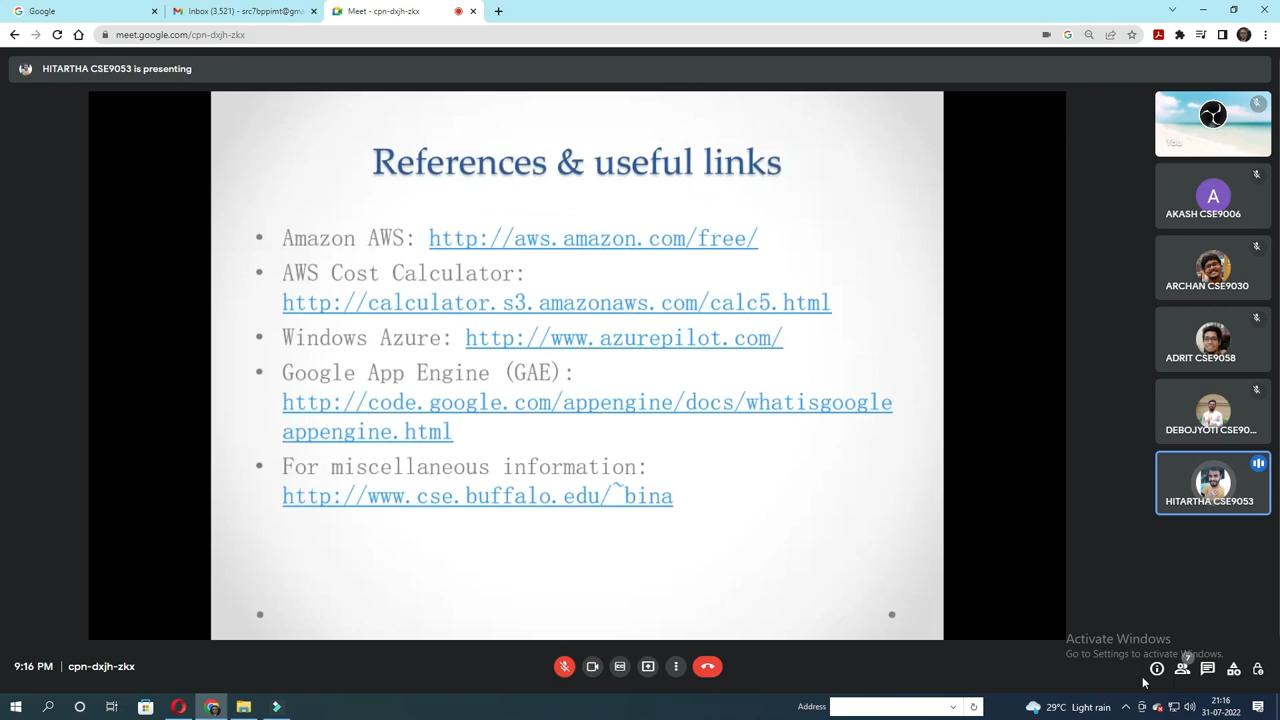 Google
Inbox (3,521) - src7bppimt@gma
Meet - cpn-dxjh-zkx
meet.google.com/cpn-dxjh-zkx
HITARTHA CSE9053 is presenting
References & useful links
• Amazon AWS: http://aws.amazon.com/free/
• AWS Cost Calculator:
http://calculator.s3.amazonaws.com/calc5.html
• Windows Azure: http://www.azurepilot.com/
• Google App Engine (GAE):
http://code.google.com/appengine/docs/whatisgoogle
appengine.html
• For miscellaneous information:
http://www.cse.buffalo.edu/~bina
You
A
AKASH CSE9006
ARCHAN CSE9030
ADRIT CSE9058
DEBOJYOTI CSE90...
HITARTHA CSE9053
Activate Windows
Go to Settings to activate Windows.
9:16 PM | cpn-dxjh-zkx
7
Address
29°C Light rain
21:16
31-07-2022